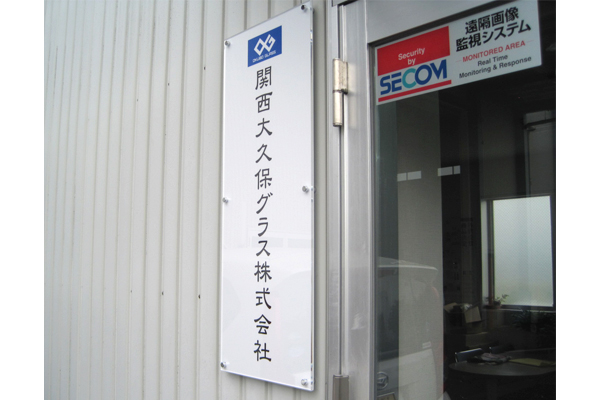 関西大久保グラス株式会社
Security
by
SECOM
遠隔画像
監視システム
MONITORED AREA
Real Time
Monitoring & Response